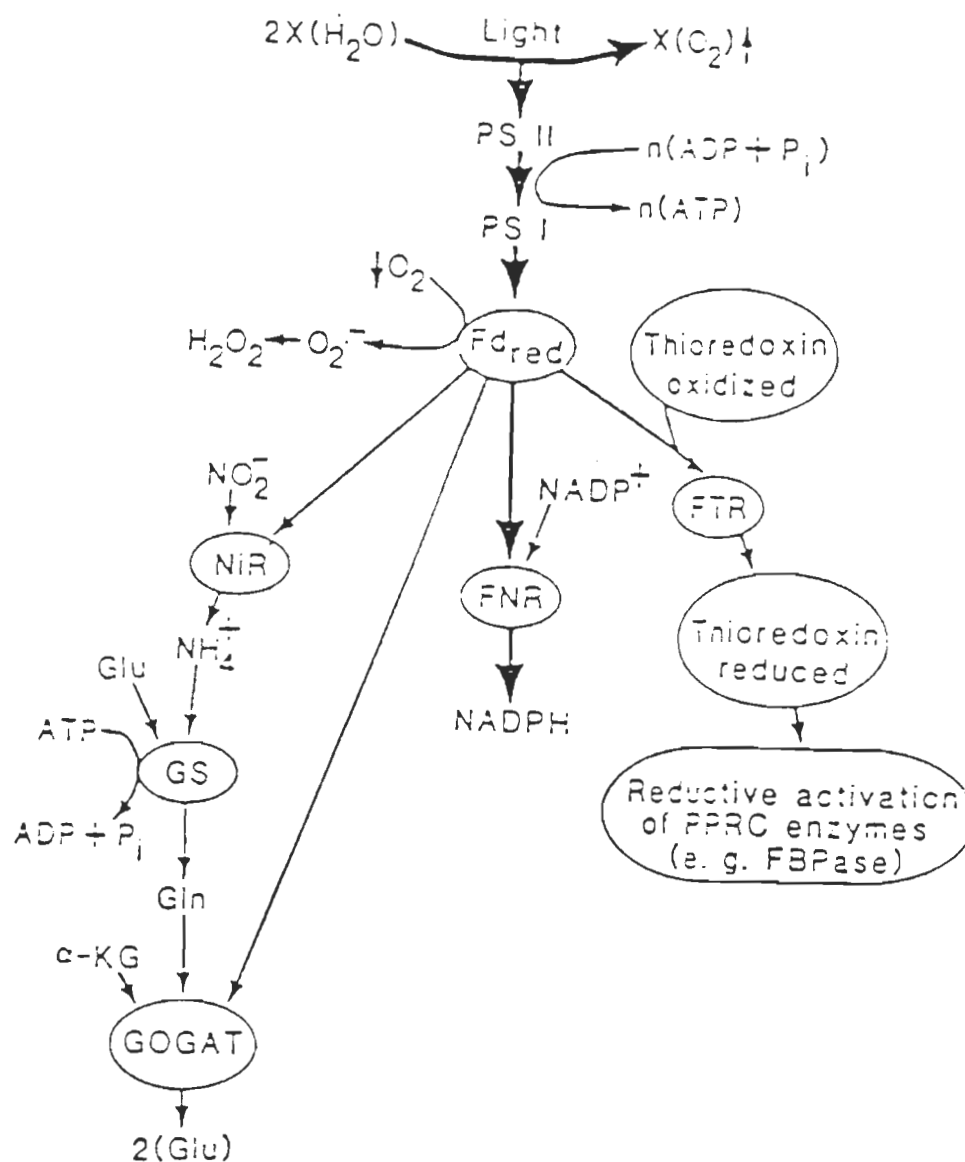 2X(H₂O) Light X(O₂)
PS II
n(ADP + Pᵢ)
n(ATP)
PS I
O₂
H₂O₂ O₂·⁻ Fd red
Thioredoxin
oxidized
NO₂⁻
NADP⁺
FTR
NiR
FNR
NH₄⁺
Thioredoxin
reduced
Glu
NADPH
ATP
GS
ADP + Pᵢ
Reductive activation
of PPRC enzymes
(e. g. FBPase)
Gln
α-KG
GOGAT
2(Glu)